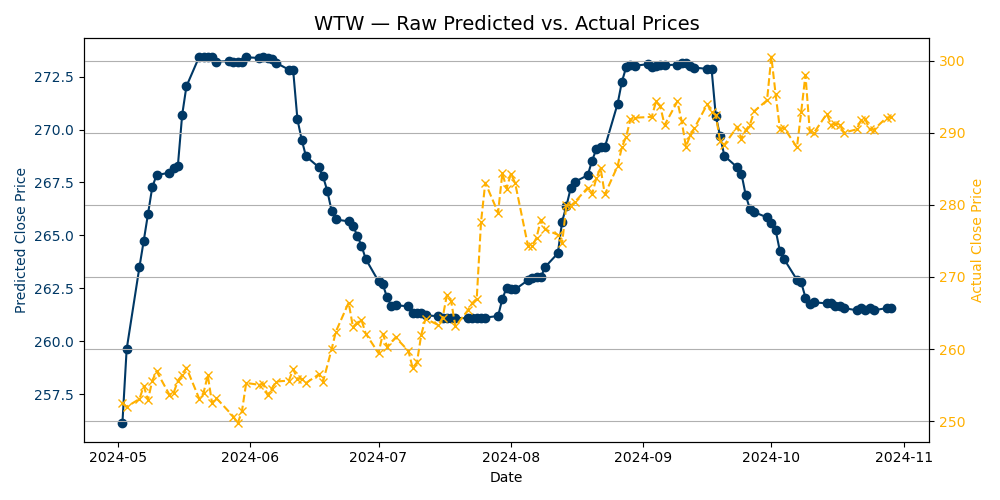 WTW — Raw Predicted vs. Actual Prices
Predicted Close Price
272.5
270.0
267.5
265.0
262.5
260.0
257.5
300
290
280
270
260
250
Actual Close Price
2024-05 2024-06 2024-07 2024-08 2024-09 2024-10 2024-11
Date